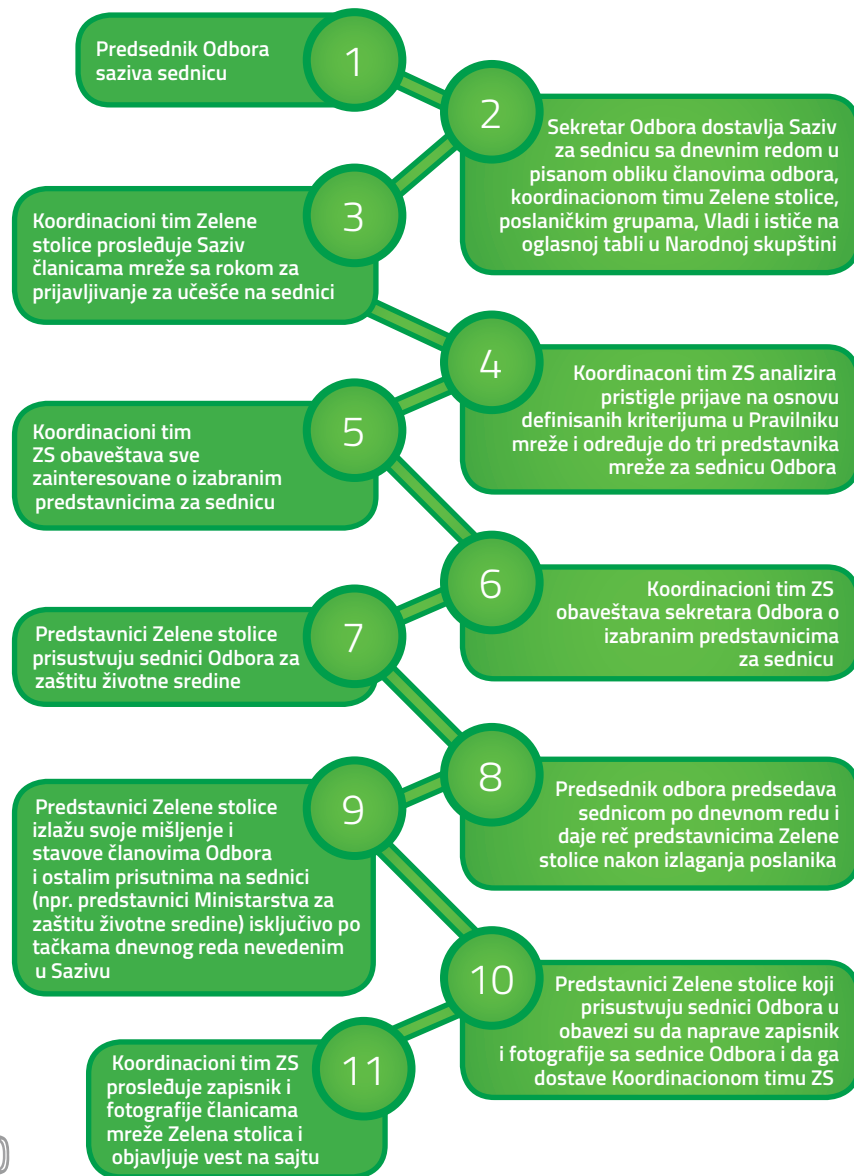 1
Predsednik Odbora
saziva sednicu
2
Sekretar Odbora dostavlja Saziv
za sednicu sa dnevnim redom u
pisanom obliku članovima odbora,
koordinacionom timu Zelene stolice,
poslaničkim grupama, Vladi i ističe na
oglasnoj tabli u Narodnoj skupštini
3
Koordinacioni tim Zelene
stolice prosleđuje Saziv
članicama mreže sa rokom za
prijavljivanje za učešće na sednici
4
Koordinaconi tim ZS analizira
pristigle prijave na osnovu
definisanih kriterijuma u Pravilniku
mreže i određuje do tri predstavnika
mreže za sednicu Odbora
5
Koordinacioni tim
ZS obaveštava sve
zainteresovane o izabranim
predstavnicima za sednicu
6
Koordinacioni tim ZS
obaveštava sekretara Odbora o
izabranim predstavnicima
za sednicu
7
Predstavnici Zelene stolice
prisustvuju sednici Odbora za
zaštitu životne sredine
8
Predsednik odbora predsedava
sednicom po dnevnom redu i
daje reč predstavnicima Zelene
stolice nakon izlaganja poslanika
9
Predstavnici Zelene stolice
izlažu svoje mišljenje i
stavove članovima Odbora
i ostalim prisutnima na sednici
(npr. predstavnici Ministarstva za
zaštitu životne sredine) isključivo po
tačkama dnevnog reda nevedenim
u Sazivu
10
Predstavnici Zelene stolice koji
prisustvuju sednici Odbora u
obavezi su da naprave zapisnik
i fotografije sa sednice Odbora i da ga
dostave Koordinacionom timu ZS
11
Koordinacioni tim ZS
prosleđuje zapisnik i
fotografije članicama
mreže Zelena stolica i
objavljuje vest na sajtu